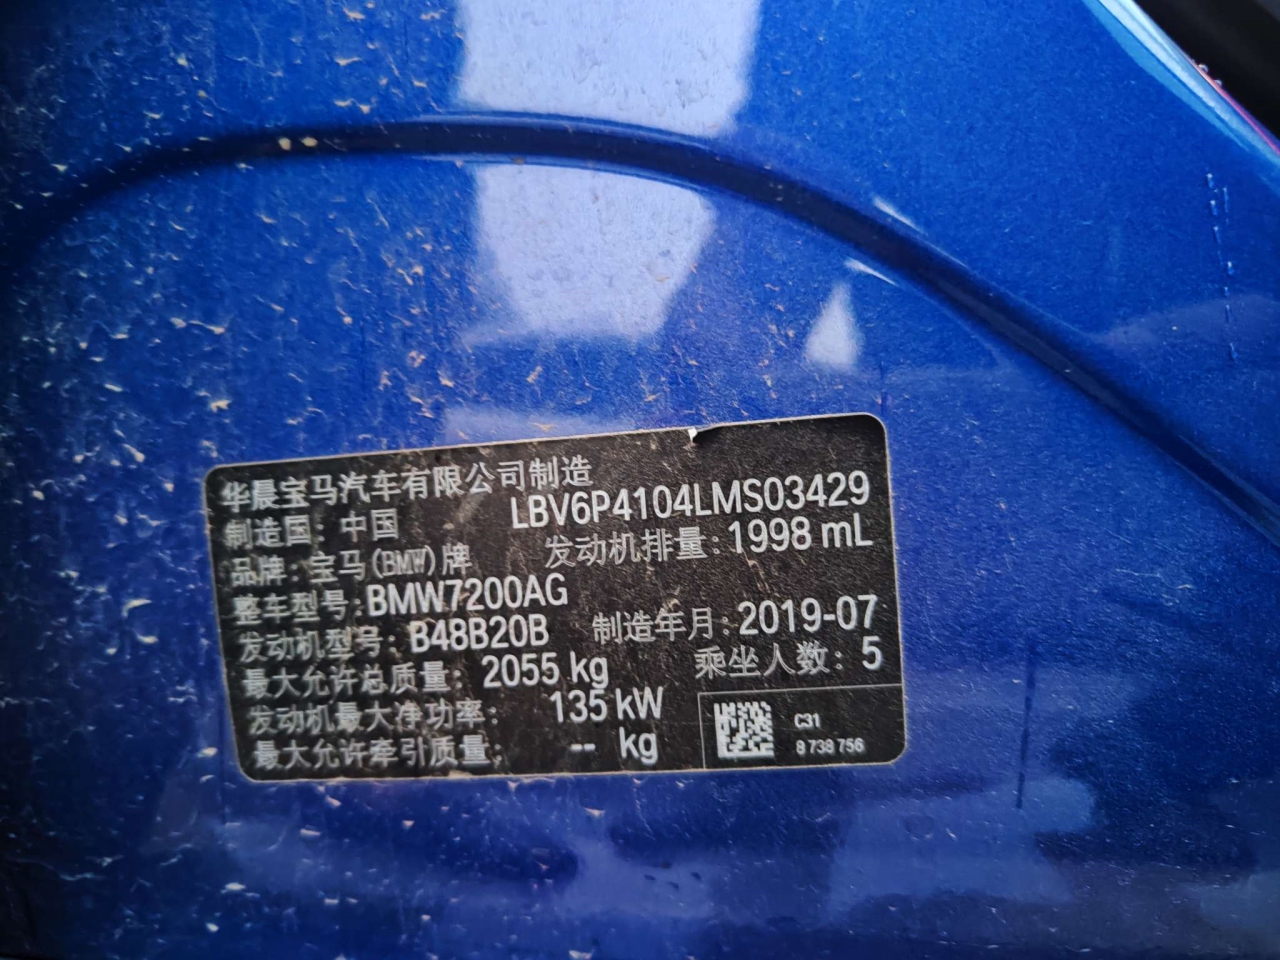 华晨宝马汽车有限公司制造
LBV6P4104LMS03429
制造国: 中国
发动机排量: 1998 mL
品牌: 宝马(BMW)牌
整车型号: BMW7200AG
发动机型号: B48B20B
制造年月: 2019-07
最大允许总质量: 2055 kg
乘坐人数: 5
发动机最大净功率: 135 kW
最大允许牵引质量: -- kg
C31
8738756